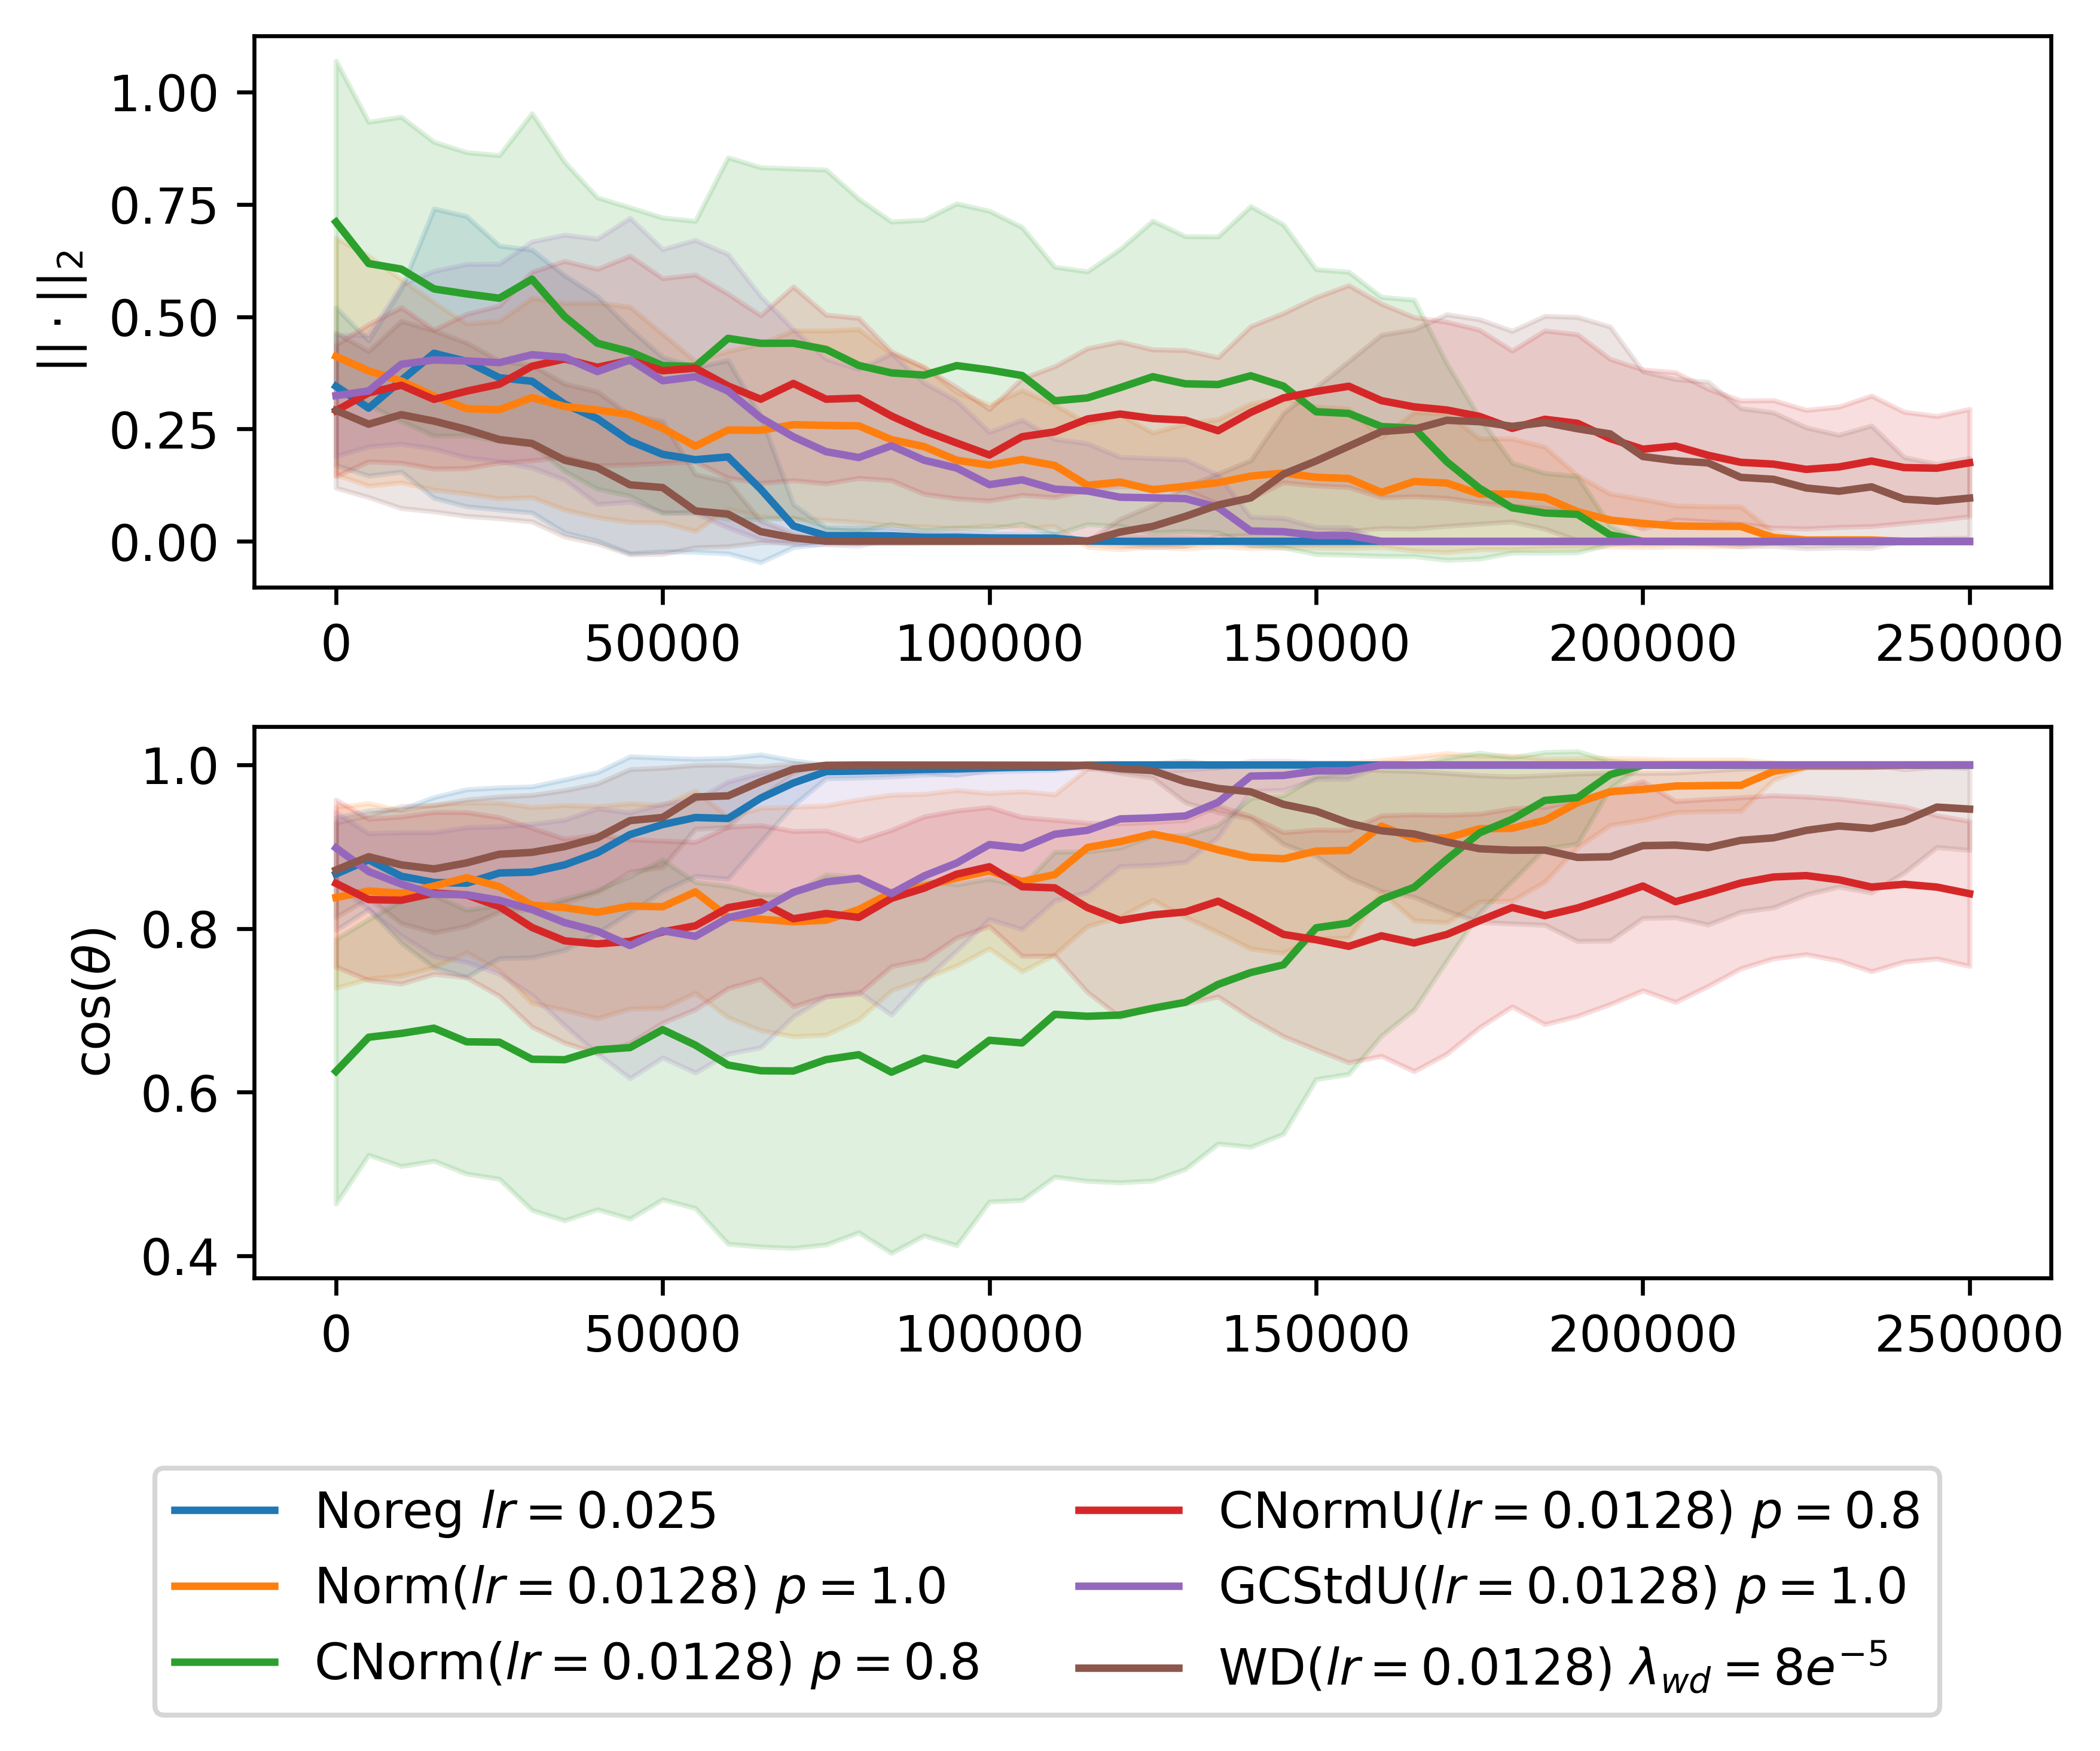 || · ||₂
1.00
0.75
0.50
0.25
0.00
0 50000 100000 150000 200000 250000
cos(θ)
1.0
0.8
0.6
0.4
0 50000 100000 150000 200000 250000
Noreg lr = 0.025
Norm(lr = 0.0128) p = 1.0
CNorm(lr = 0.0128) p = 0.8
CNormU(lr = 0.0128) p = 0.8
GCStdU(lr = 0.0128) p = 1.0
WD(lr = 0.0128) λ_wd = 8e⁻⁵